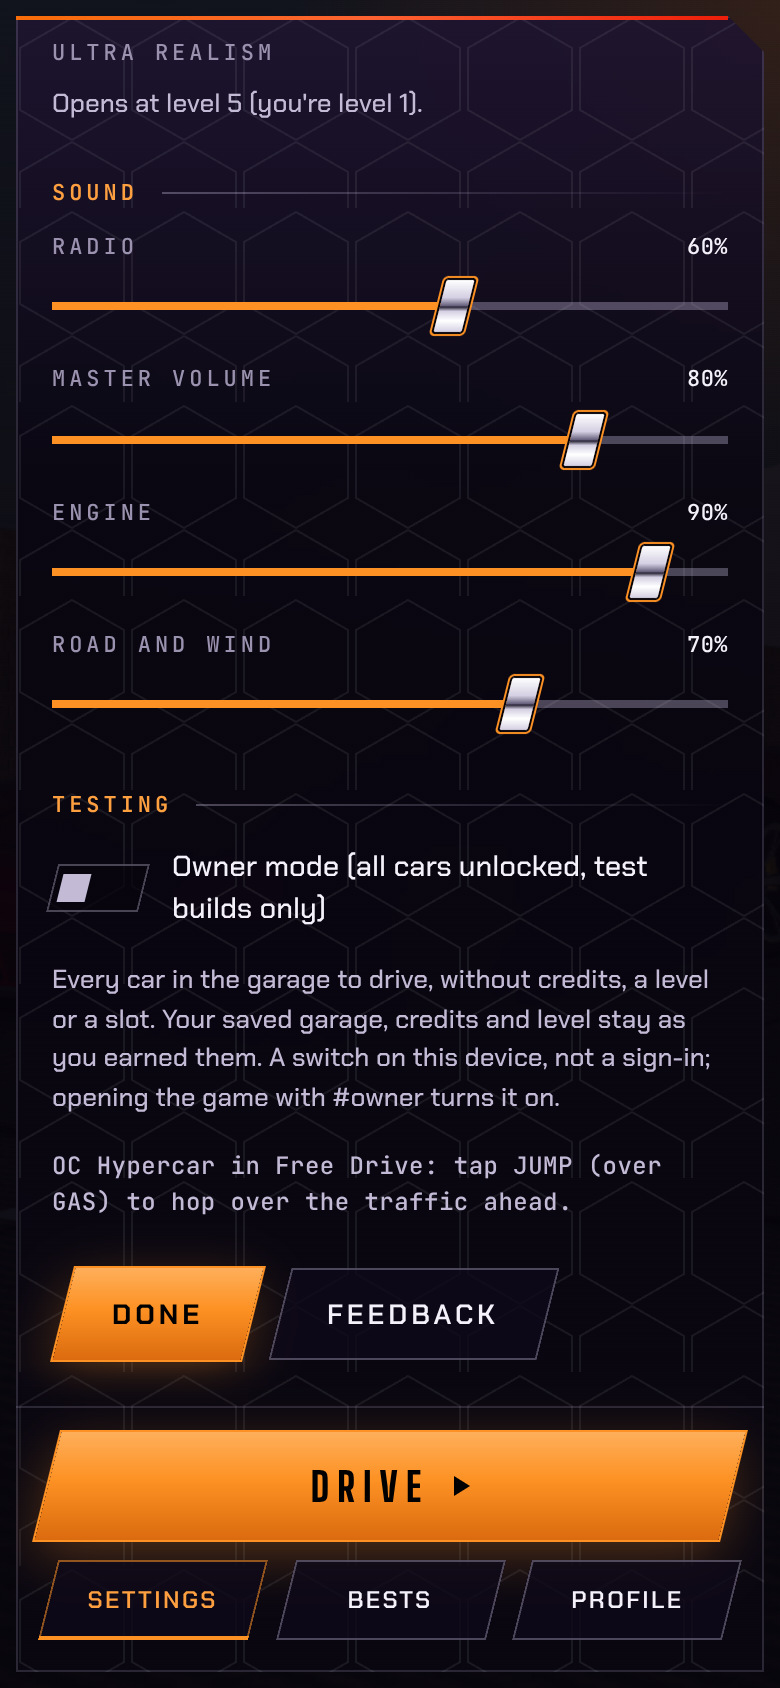 ULTRA REALISM
Opens at level 5 (you're level 1).
SOUND
RADIO 60%
MASTER VOLUME 80%
ENGINE 90%
ROAD AND WIND 70%
TESTING
Owner mode (all cars unlocked, test
builds only)
Every car in the garage to drive, without credits, a level
or a slot. Your saved garage, credits and level stay as
you earned them. A switch on this device, not a sign-in;
opening the game with #owner turns it on.
OC Hypercar in Free Drive: tap JUMP (over
GAS) to hop over the traffic ahead.
DONE FEEDBACK
DRIVE
SETTINGS BESTS PROFILE